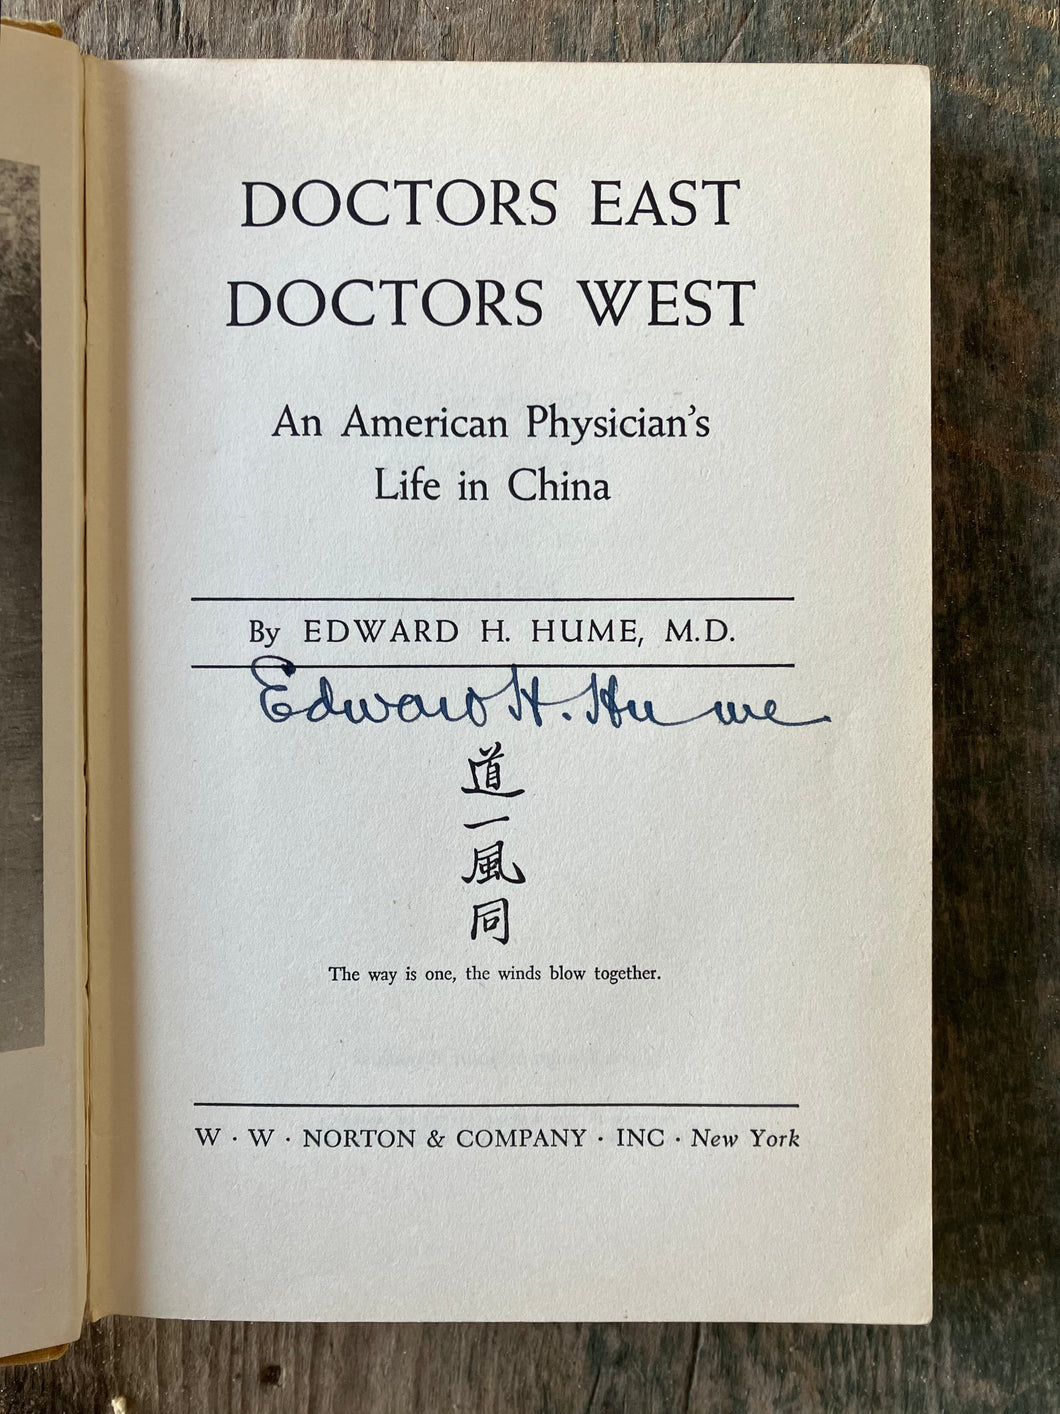 DOCTORS EAST
DOCTORS WEST
An American Physician's
Life in China
By EDWARD H. HUME, M.D.
Edward H. Hume
道
一
風
同
The way is one, the winds blow together.
W · W · NORTON & COMPANY · INC · New York